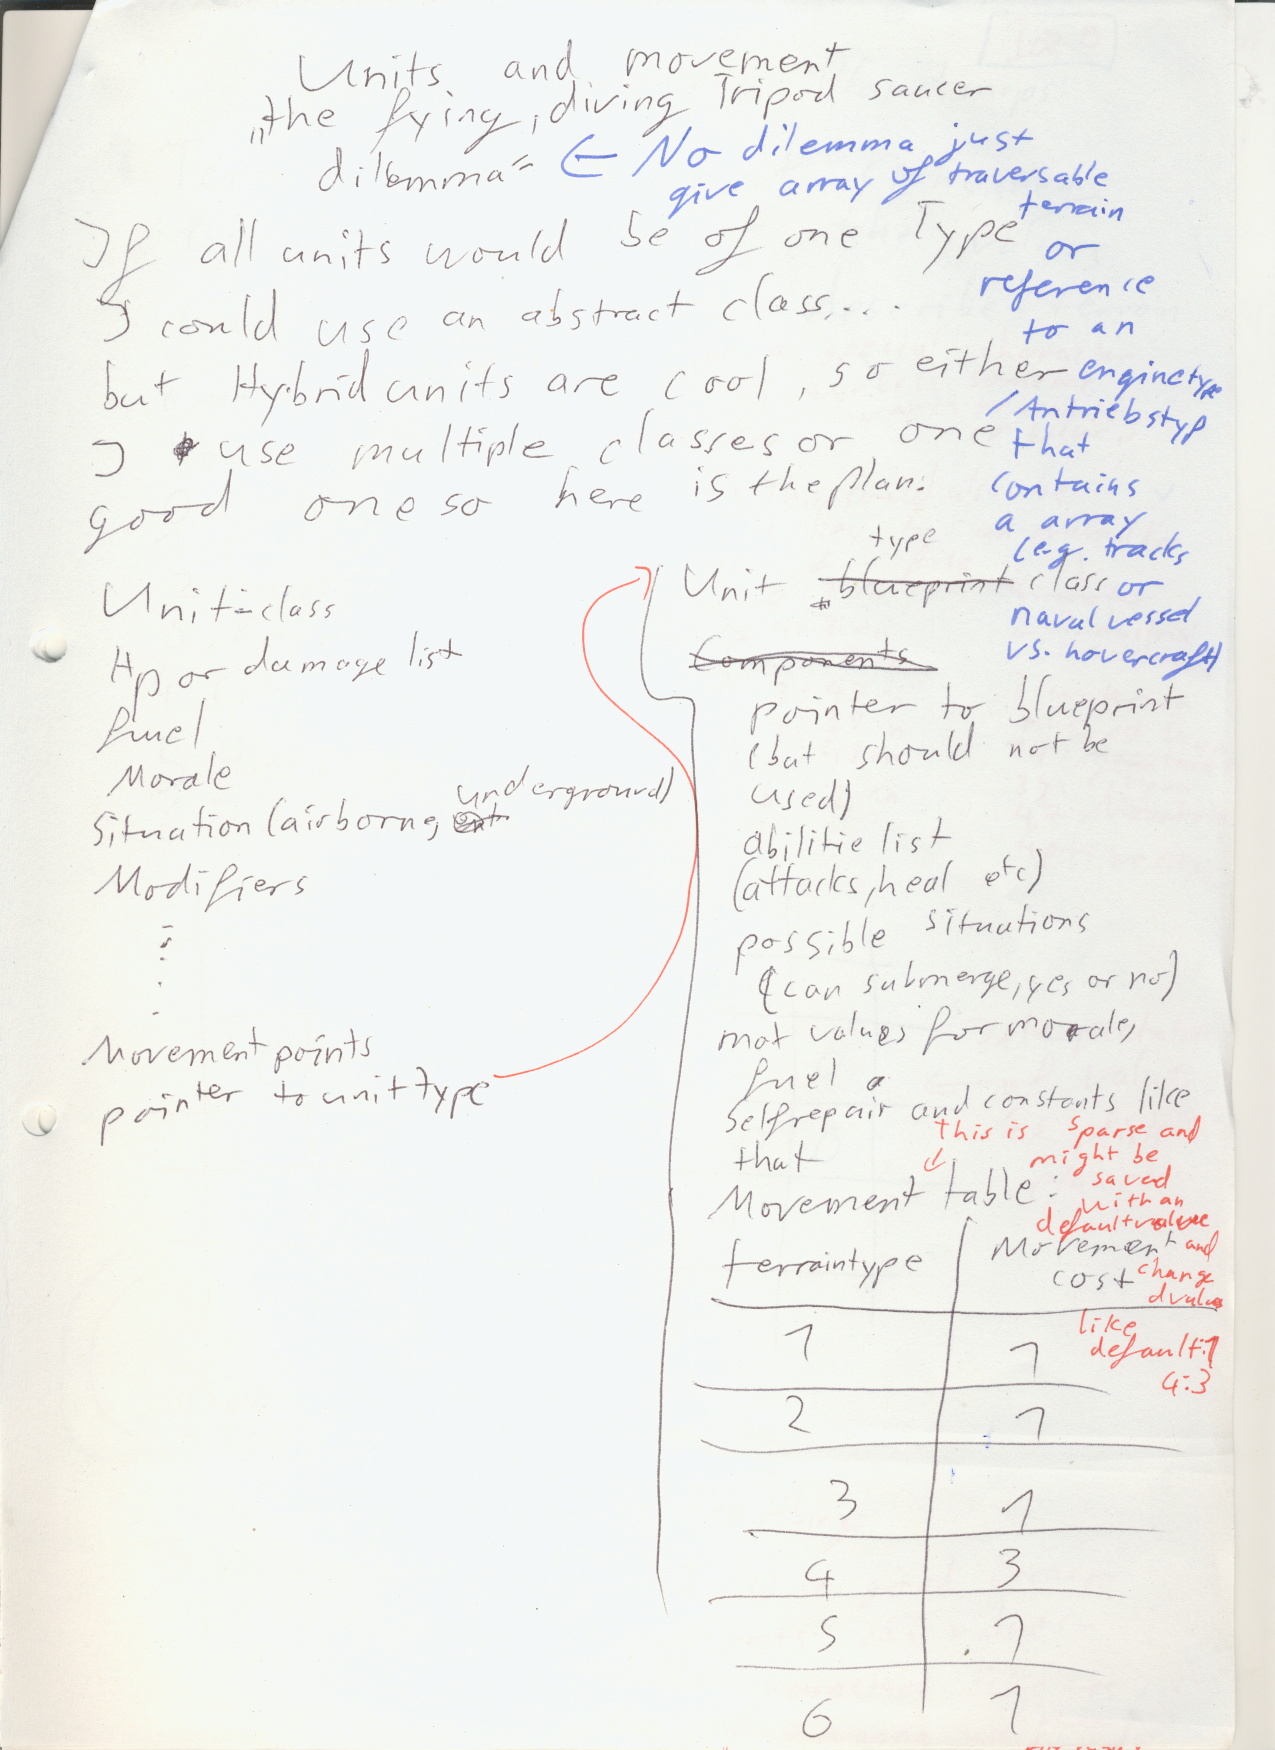 Units and movement
„the fying, diving Tripod saucer
dilemma“
← No dilemma just
give array of traversable
terrain
or
reference
to an
enginetype
/Antriebstyp
that
contains
a array
(e.g. tracks
or
naval vessel
vs. hovercraft)
If all units would be of one Type
I could use an abstract class...
but Hybrid units are cool, so either
I use multiple classes or one
good one so here is the plan:
Unit-class
Hp or damage list
fuel
Morale
Situation (airborne, underground)
Modifiers
Movement points
pointer to unit type
type
Unit blueprint class
Components
pointer to blueprint
(but should not be
used)
abilitie list
(attacks, heal etc)
possible situations
(can submerge, yes or no)
max values for morale,
fuel
Selfrepair and constants like
that
Movement table:
this is sparse and
might be
saved
with an
defaultvalue
and
change
dvalues
like
default:1
4:3
terraintype Movement
cost
1 1
2 1
3 1
4 3
5 1
6 1